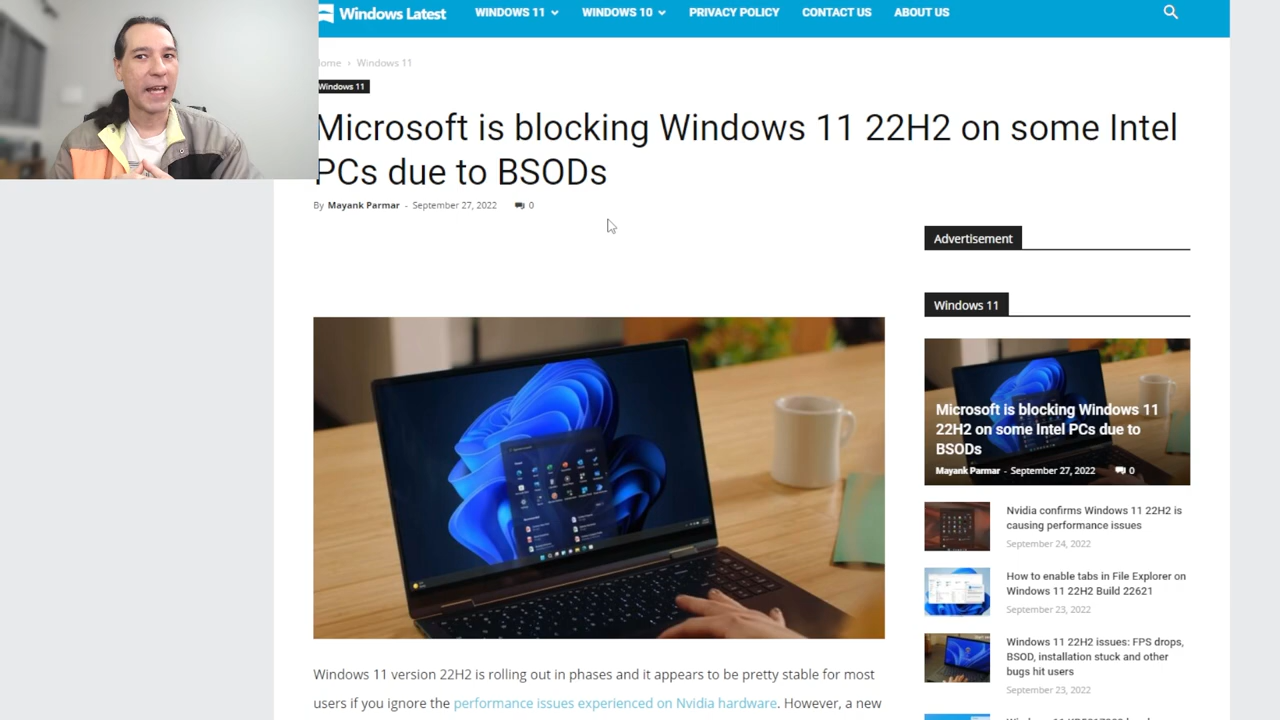 Windows Latest
WINDOWS 11
WINDOWS 10
PRIVACY POLICY
CONTACT US
ABOUT US
ome › Windows 11
Windows 11
Microsoft is blocking Windows 11 22H2 on some Intel
PCs due to BSODs
By Mayank Parmar - September 27, 2022 0
Windows 11 version 22H2 is rolling out in phases and it appears to be pretty stable for most
users if you ignore the performance issues experienced on Nvidia hardware. However, a new
Advertisement
Windows 11
Microsoft is blocking Windows 11
22H2 on some Intel PCs due to
BSODs
Mayank Parmar - September 27, 2022 0
Nvidia confirms Windows 11 22H2 is
causing performance issues
September 24, 2022
How to enable tabs in File Explorer on
Windows 11 22H2 Build 22621
September 23, 2022
Windows 11 22H2 issues: FPS drops,
BSOD, installation stuck and other
bugs hit users
September 23, 2022